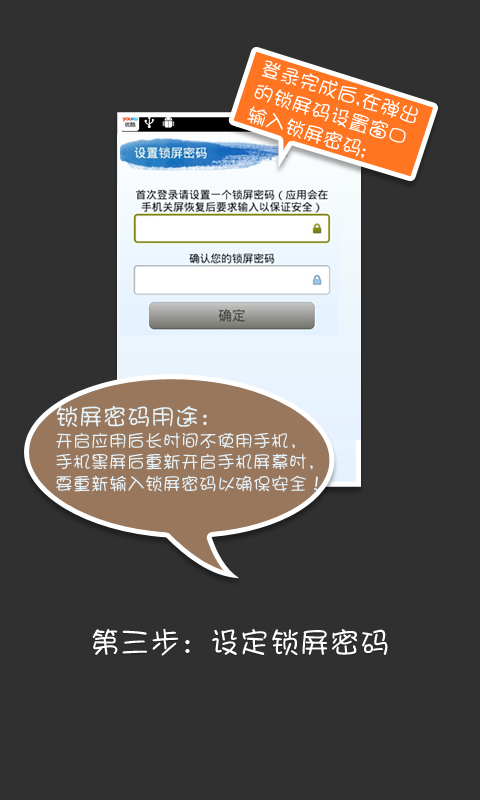 登录完成后,在弹出
的锁屏码设置窗口
输入锁屏密码;
YOUKU
优酷
设置锁屏密码
首次登录请设置一个锁屏密码（应用会在
手机关屏恢复后要求输入以保证安全）
确认您的锁屏密码
确定
锁屏密码用途：
开启应用后长时间不使用手机，
手机黑屏后重新开启手机屏幕时，
要重新输入锁屏密码以确保安全！
第三步：设定锁屏密码